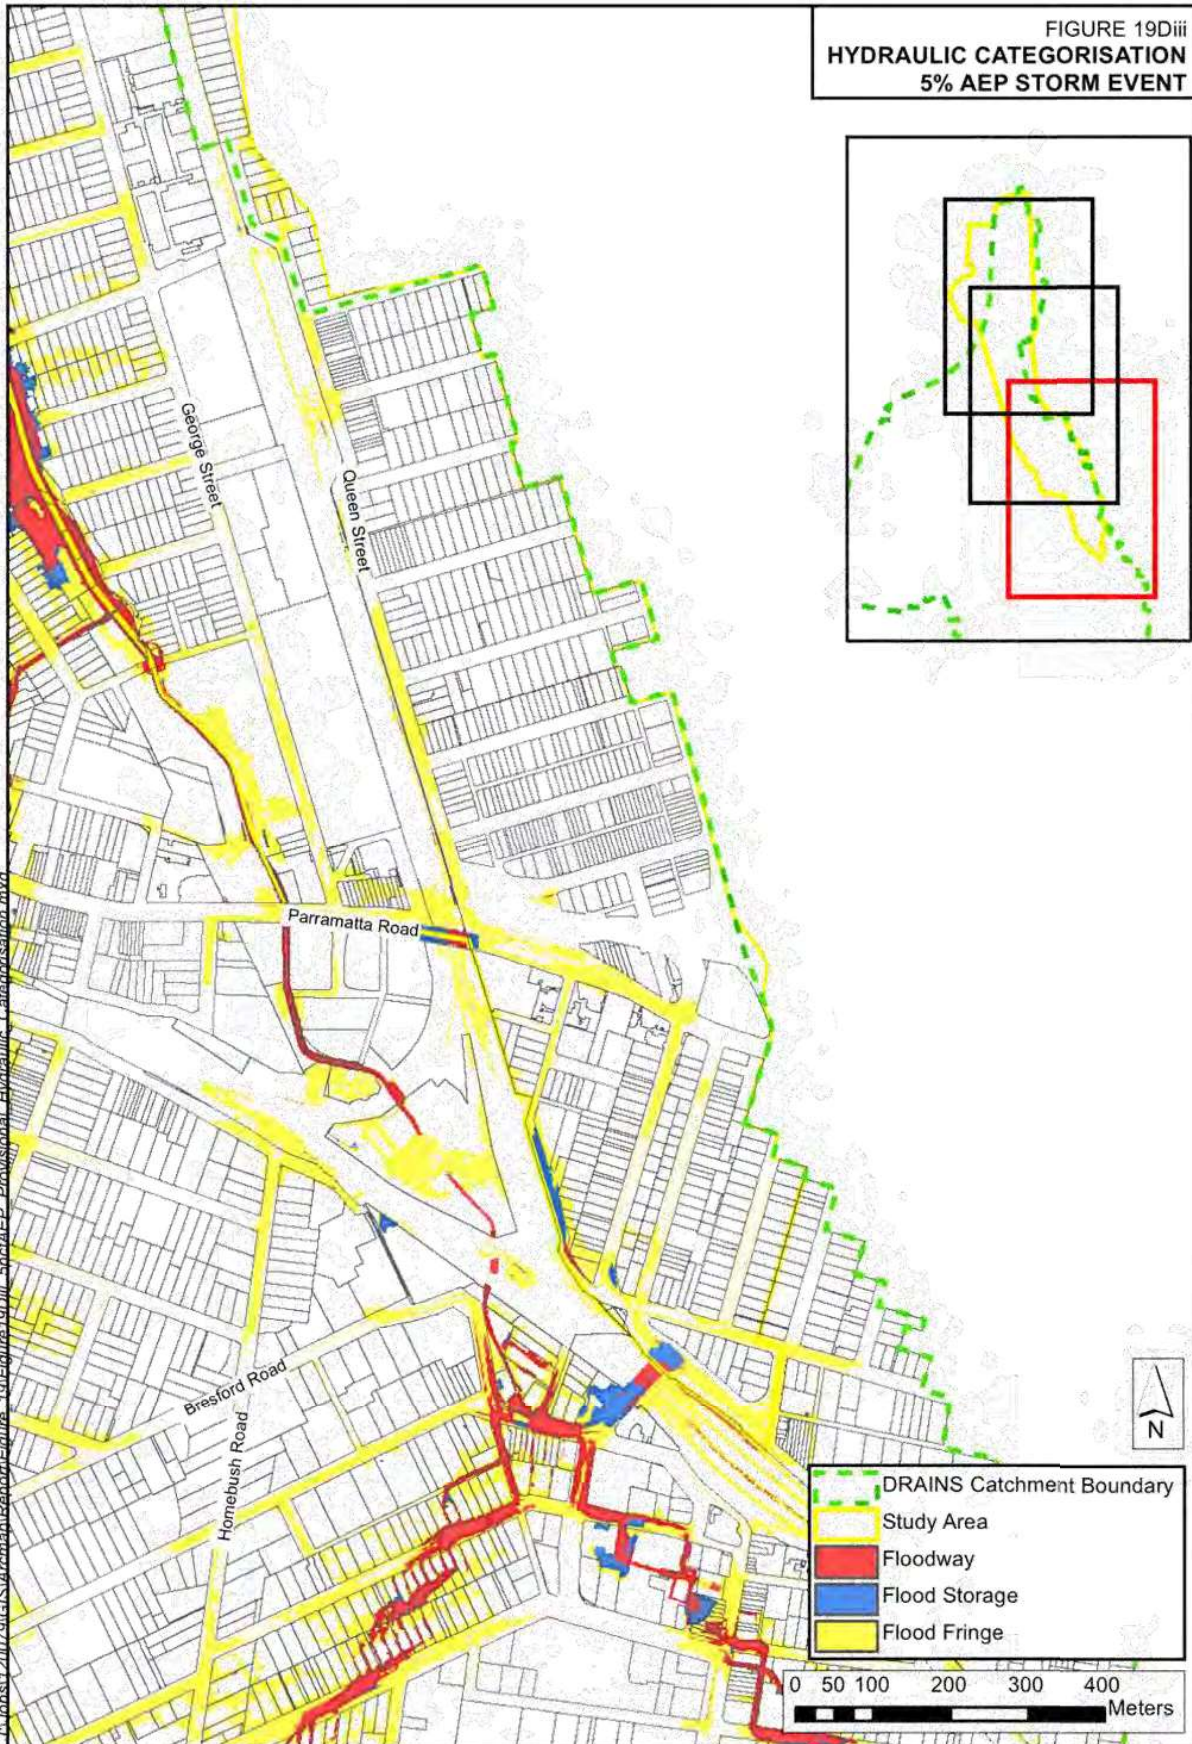 FIGURE 19Diii
HYDRAULIC CATEGORISATION
5% AEP STORM EVENT
George Street
Queen Street
Parramatta Road
Bresford Road
Homebush Road
N
DRAINS Catchment Boundary
Study Area
Floodway
Flood Storage
Flood Fringe
0 50 100 200 300 400
Meters